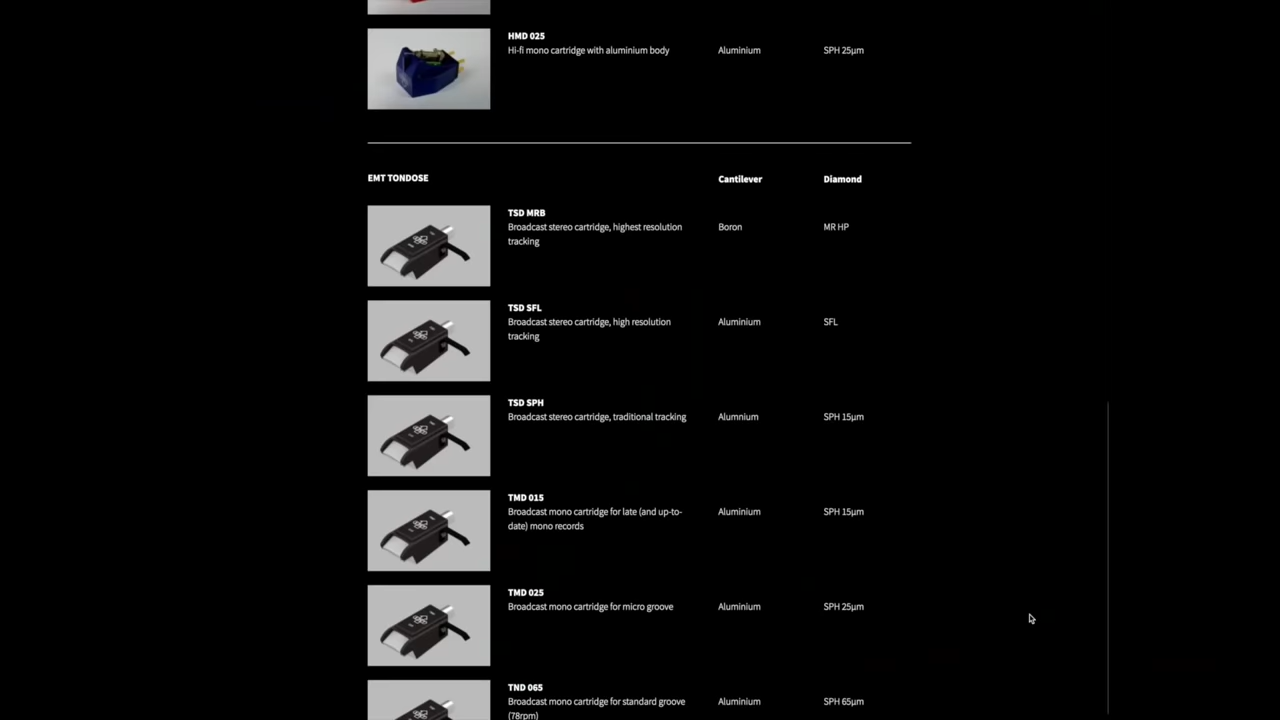 HMD 025
Hi-fi mono cartridge with aluminium body
Aluminium
SPH 25µm
EMT TONDOSE
Cantilever
Diamond
TSD MRB
Broadcast stereo cartridge, highest resolution
tracking
Boron
MR HP
TSD SFL
Broadcast stereo cartridge, high resolution
tracking
Aluminium
SFL
TSD SPH
Broadcast stereo cartridge, traditional tracking
Alumnium
SPH 15µm
TMD 015
Broadcast mono cartridge for late (and up-to-
date) mono records
Aluminium
SPH 15µm
TMD 025
Broadcast mono cartridge for micro groove
Aluminium
SPH 25µm
TND 065
Broadcast mono cartridge for standard groove
(78rpm)
Aluminium
SPH 65µm